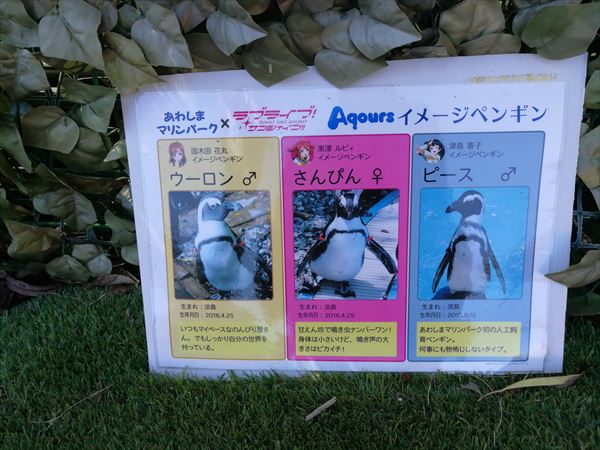 あわしま
マリンパーク×ラブライブ!
School idol project
サンシャイン!!
Aqours イメージペンギン
国木田 花丸
イメージペンギン
ウーロン ♂
生まれ:淡島
生年月日:2016.4.25
いつもマイペースなのんびり屋さ
ん。でもしっかり自分の世界を
持っている。
黒澤 ルビィ
イメージペンギン
さんぴん ♀
生まれ:淡島
生年月日:2016.4.29
甘えん坊で鳴き虫ナンバーワン!
身体は小さいけど、鳴き声の大
きさはピカイチ!
津島 善子
イメージペンギン
ピース ♂
生まれ:淡島
生年月日:
あわしまマリンパーク初の人工飼
育ペンギン。
何事にも物怖じしないタイプ。